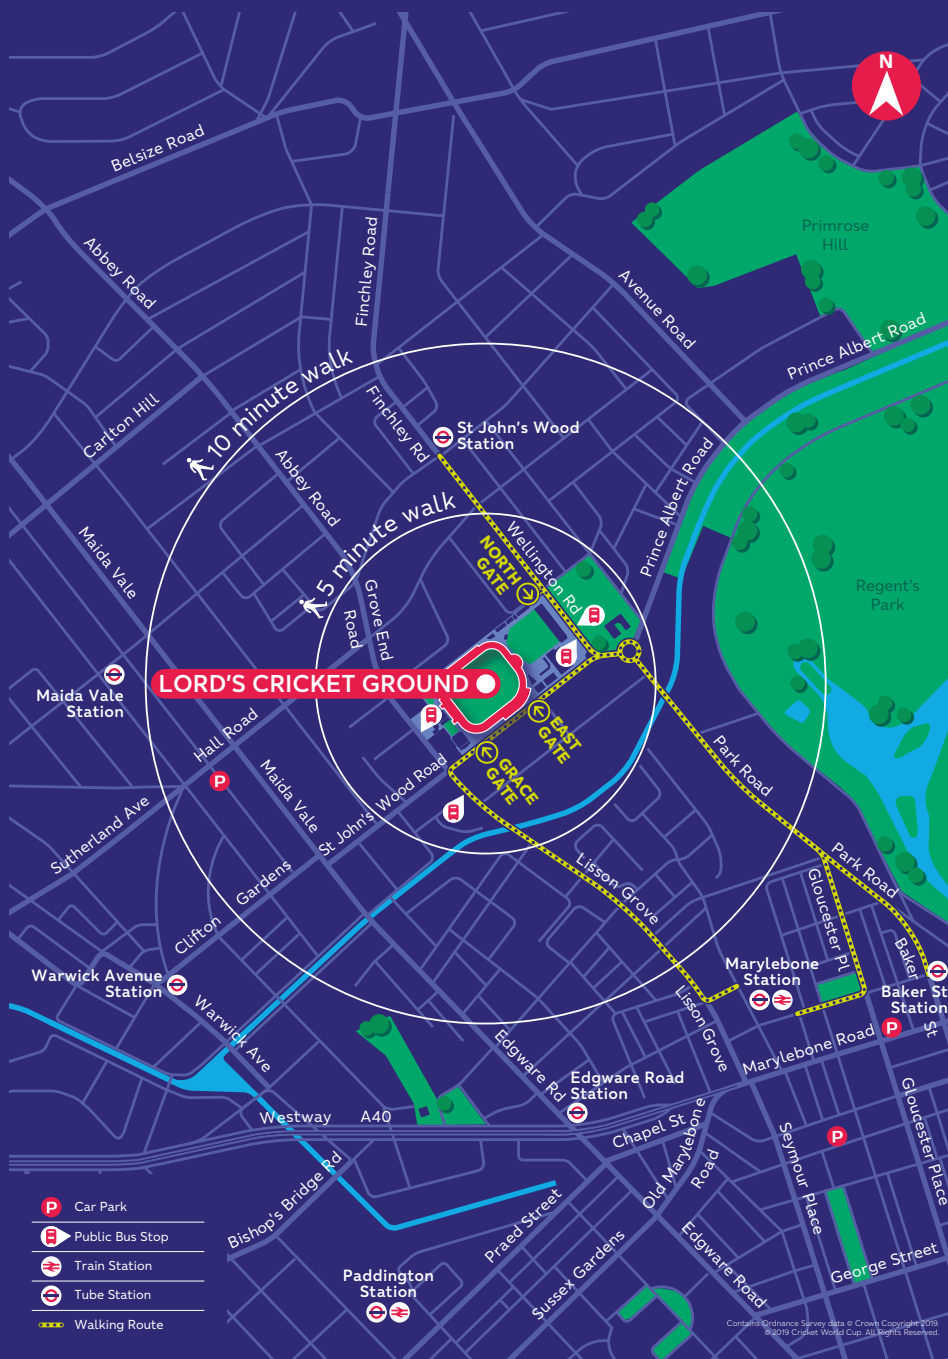 N
Belsize Road
Primrose
Hill
Abbey Road
Finchley Road
Avenue Road
Prince Albert Road
10 minute walk
Carlton Hill
Finchley Rd
St John's Wood
Station
Abbey Road
Prince Albert Road
5 minute walk
Maida Vale
Wellington Rd
NORTH
GATE
Regent's
Park
Grove End
Road
Maida Vale
Station
LORD'S CRICKET GROUND
Hall Road
EAST
GATE
GRACE
GATE
Park Road
P
Maida Vale
St John's Wood Road
Sutherland Ave
Lisson Grove
Park Road
Clifton Gardens
Gloucester Pl
Baker
St
Warwick Avenue
Station
Marylebone
Station
Baker St
Station
Warwick Ave
Lisson Grove
P
Marylebone Road
Edgware Rd
Edgware Road
Station
Gloucester Place
Westway A40
Chapel St
Old Marylebone
Road
Seymour Place
P
Bishop's Bridge Rd
Praed Street
Sussex Gardens
Edgware Road
George Street
Paddington
Station
P Car Park
Public Bus Stop
Train Station
Tube Station
Walking Route
Contains Ordnance Survey data © Crown Copyright 2019.
© 2019 Cricket World Cup. All Rights Reserved.